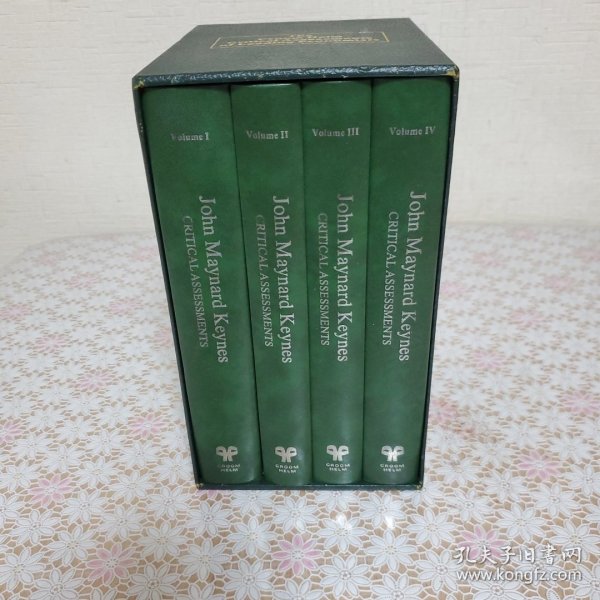 Volume I
John Maynard Keynes
CRITICAL ASSESSMENTS
CROOM
HELM
Volume II
John Maynard Keynes
CRITICAL ASSESSMENTS
CROOM
HELM
Volume III
John Maynard Keynes
CRITICAL ASSESSMENTS
CROOM
HELM
Volume IV
John Maynard Keynes
CRITICAL ASSESSMENTS
CROOM
HELM
孔夫子旧书网
www.kongfz.com